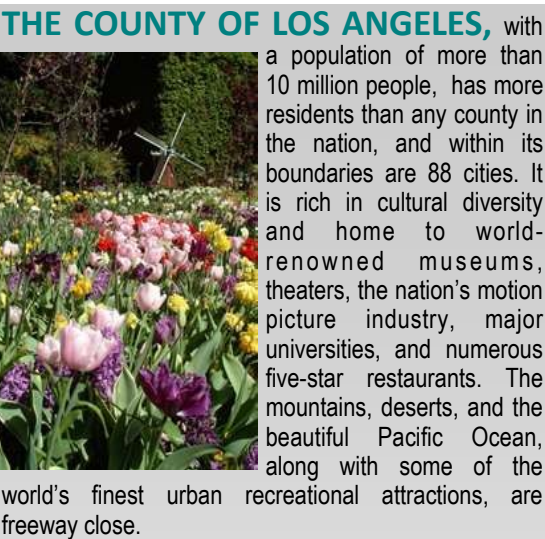 THE COUNTY OF LOS ANGELES, with
a population of more than
10 million people, has more
residents than any county in
the nation, and within its
boundaries are 88 cities. It
is rich in cultural diversity
and home to world-
renowned museums,
theaters, the nation’s motion
picture industry, major
universities, and numerous
five-star restaurants. The
mountains, deserts, and the
beautiful Pacific Ocean,
along with some of the
world’s finest urban recreational attractions, are
freeway close.